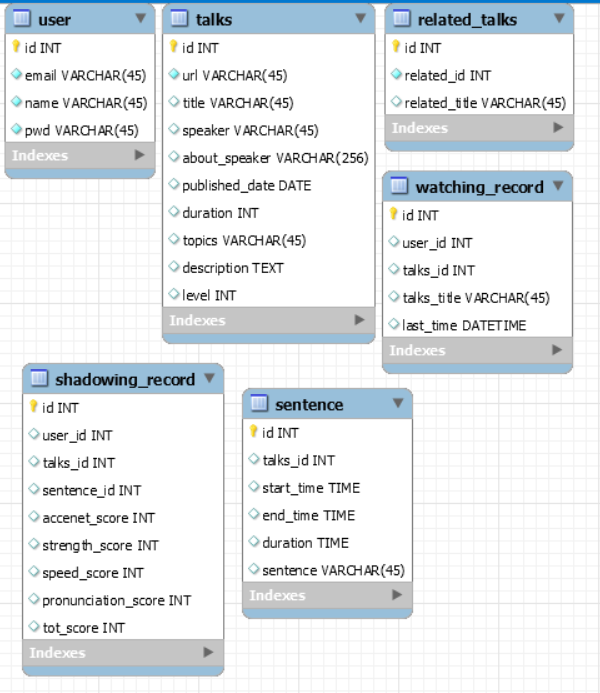 user
id INT
email VARCHAR(45)
name VARCHAR(45)
pwd VARCHAR(45)
Indexes
talks
id INT
url VARCHAR(45)
title VARCHAR(45)
speaker VARCHAR(45)
about_speaker VARCHAR(256)
published_date DATE
duration INT
topics VARCHAR(45)
description TEXT
level INT
Indexes
related_talks
id INT
related_id INT
related_title VARCHAR(45)
Indexes
watching_record
id INT
user_id INT
talks_id INT
talks_title VARCHAR(45)
last_time DATETIME
Indexes
shadowing_record
id INT
user_id INT
talks_id INT
sentence_id INT
accenet_score INT
strength_score INT
speed_score INT
pronunciation_score INT
tot_score INT
Indexes
sentence
id INT
talks_id INT
start_time TIME
end_time TIME
duration TIME
sentence VARCHAR(45)
Indexes